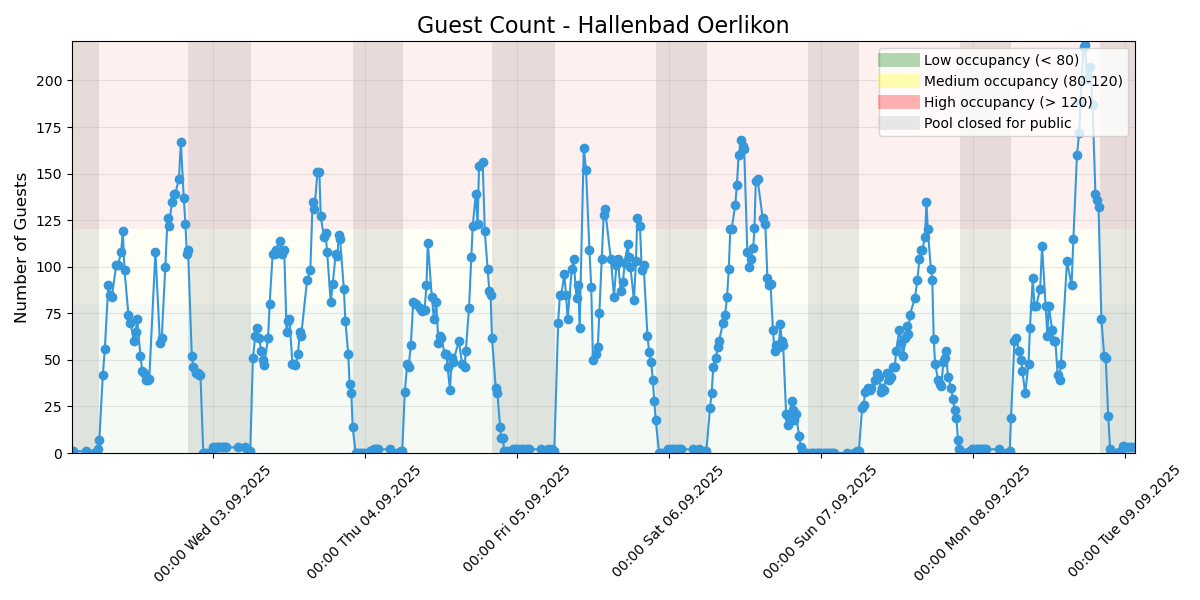 Guest Count - Hallenbad Oerlikon
Number of Guests
200
175
150
125
100
75
50
25
0
Low occupancy (< 80)
Medium occupancy (80-120)
High occupancy (> 120)
Pool closed for public
00:00 Wed 03.09.2025
00:00 Thu 04.09.2025
00:00 Fri 05.09.2025
00:00 Sat 06.09.2025
00:00 Sun 07.09.2025
00:00 Mon 08.09.2025
00:00 Tue 09.09.2025